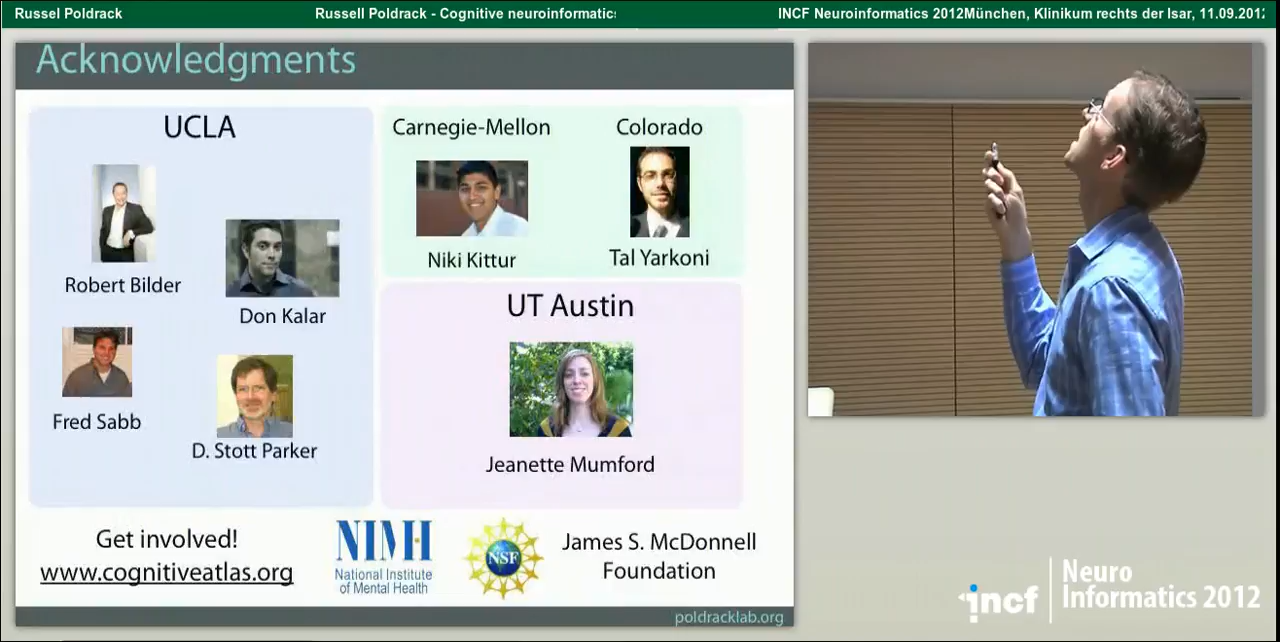 Russel Poldrack
Russell Poldrack - Cognitive neuroinformatics
INCF Neuroinformatics 2012München, Klinikum rechts der Isar, 11.09.2012
Acknowledgments
UCLA
Robert Bilder
Don Kalar
Fred Sabb
D. Stott Parker
Carnegie-Mellon
Niki Kittur
Colorado
Tal Yarkoni
UT Austin
Jeanette Mumford
Get involved!
www.cognitiveatlas.org
NIMH
National Institute
of Mental Health
NSF
James S. McDonnell
Foundation
poldracklab.org
incf
Neuro
Informatics 2012